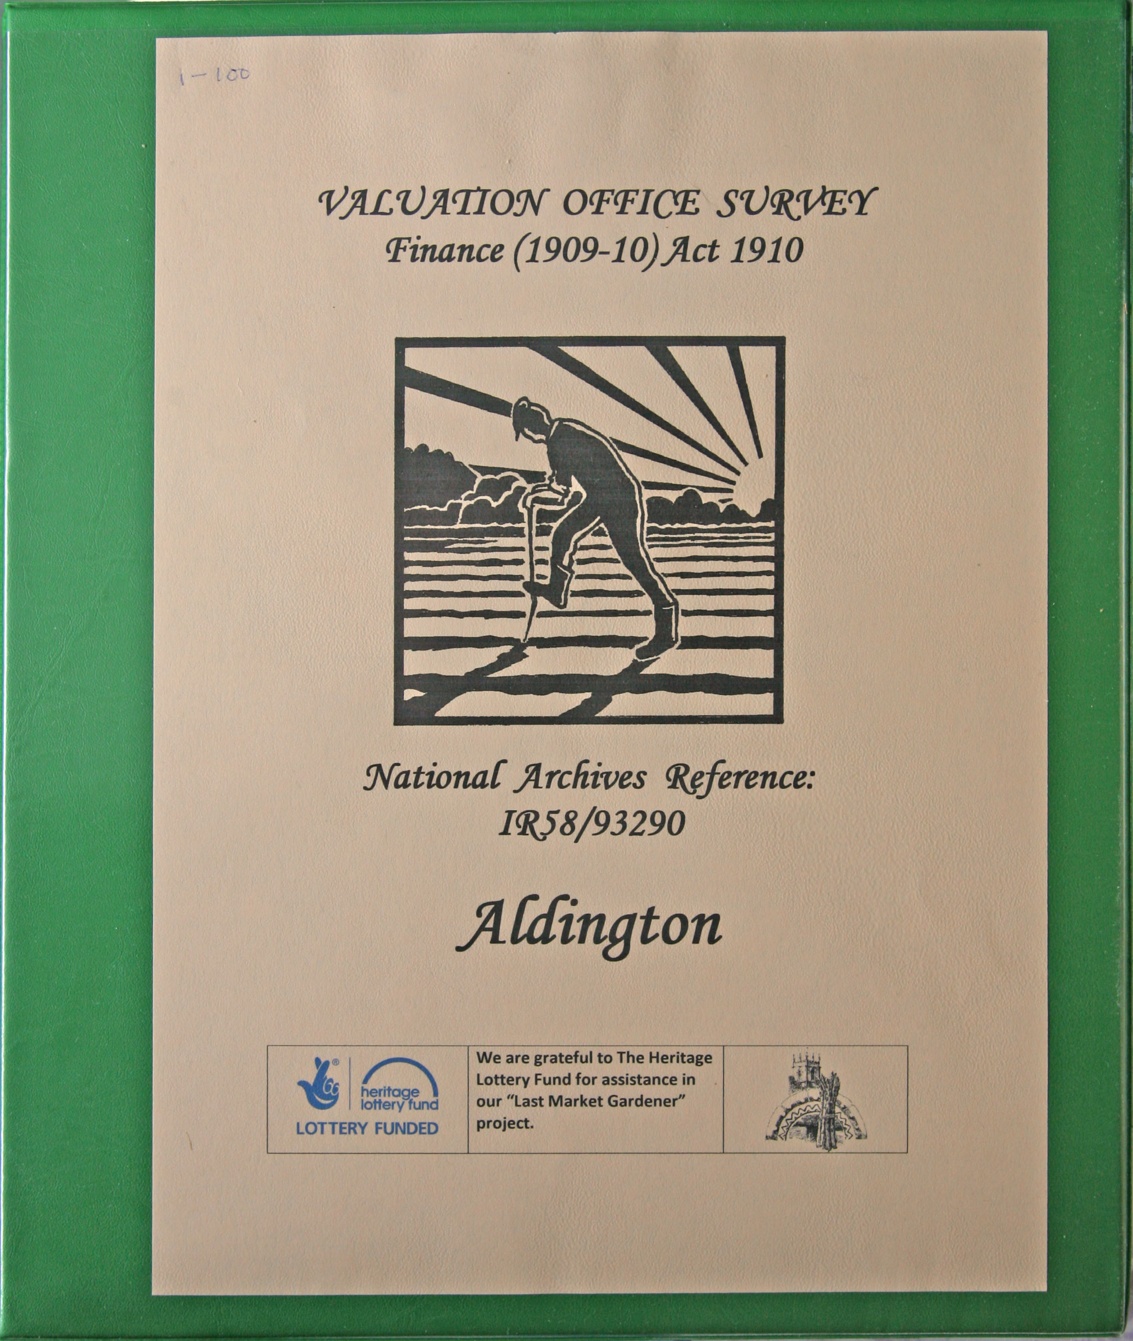 1-100
VALUATION OFFICE SURVEY
Finance (1909-10) Act 1910
National Archives Reference:
IR58/93290
Aldington
heritage
lottery fund
LOTTERY FUNDED
We are grateful to The Heritage
Lottery Fund for assistance in
our “Last Market Gardener”
project.